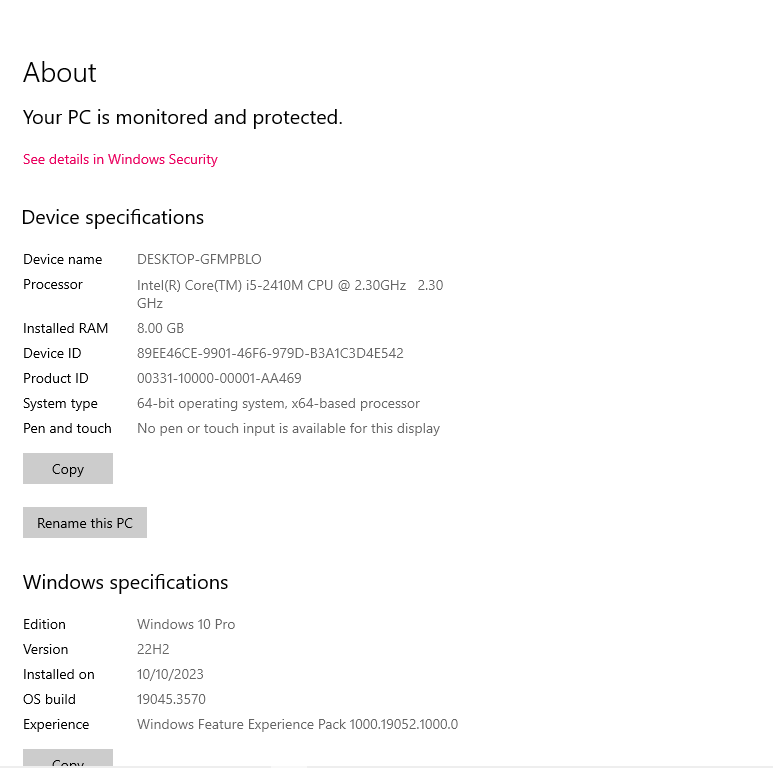 About
Your PC is monitored and protected.
See details in Windows Security
Device specifications
Device name DESKTOP-GFMPBLO
Processor Intel(R) Core(TM) i5-2410M CPU @ 2.30GHz 2.30
GHz
Installed RAM 8.00 GB
Device ID 89EE46CE-9901-46F6-979D-B3A1C3D4E542
Product ID 00331-10000-00001-AA469
System type 64-bit operating system, x64-based processor
Pen and touch No pen or touch input is available for this display
Copy
Rename this PC
Windows specifications
Edition Windows 10 Pro
Version 22H2
Installed on 10/10/2023
OS build 19045.3570
Experience Windows Feature Experience Pack 1000.19052.1000.0
Copy